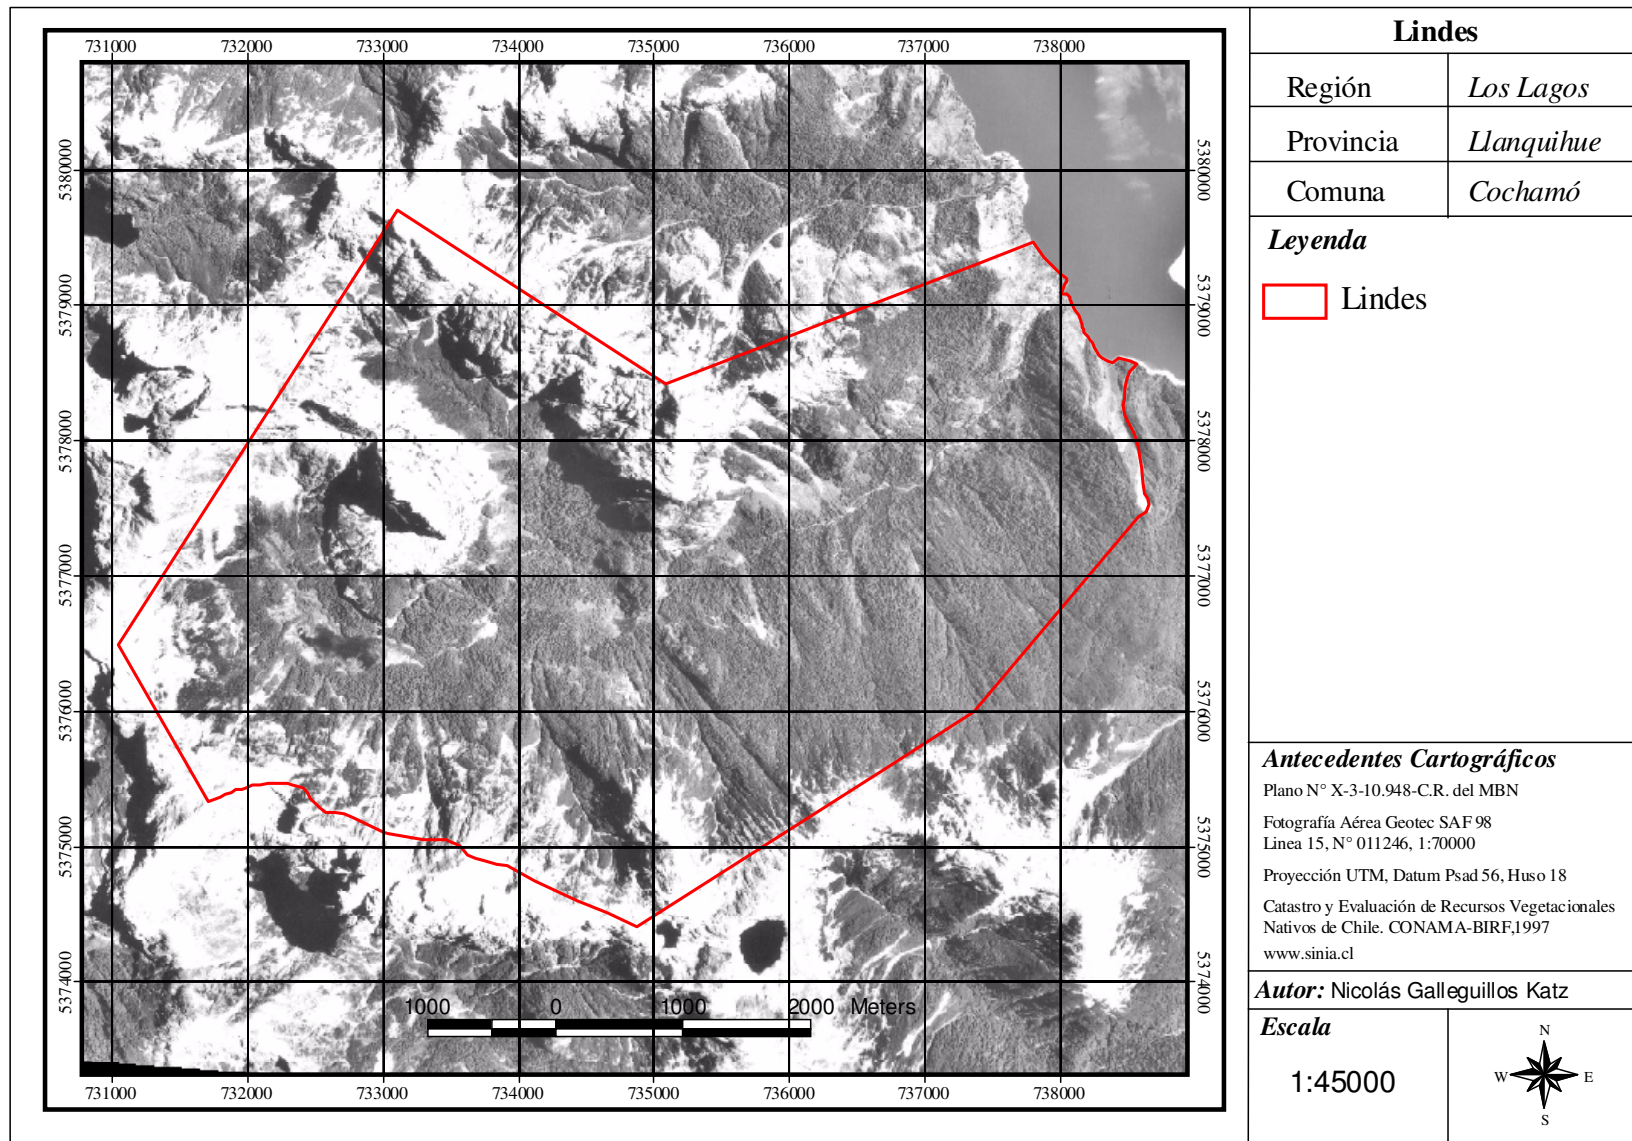 731000 732000 733000 734000 735000 736000 737000 738000
5380000 5380000
5379000 5379000
5378000 5378000
5377000 5377000
5376000 5376000
5375000 5375000
5374000 5374000
1000 0 1000 2000 Meters
731000 732000 733000 734000 735000 736000 737000 738000
Lindes
Región Los Lagos
Provincia Llanquihue
Comuna Cochamó
Leyenda
Lindes
Antecedentes Cartográficos
Plano N° X-3-10.948-C.R. del MBN
Fotografía Aérea Geotec SAF 98
Linea 15, N° 011246, 1:70000
Proyección UTM, Datum Psad 56, Huso 18
Catastro y Evaluación de Recursos Vegetacionales
Nativos de Chile. CONAMA-BIRF,1997
www.sinia.cl
Autor: Nicolás Galleguillos Katz
Escala
1:45000
N
W E
S